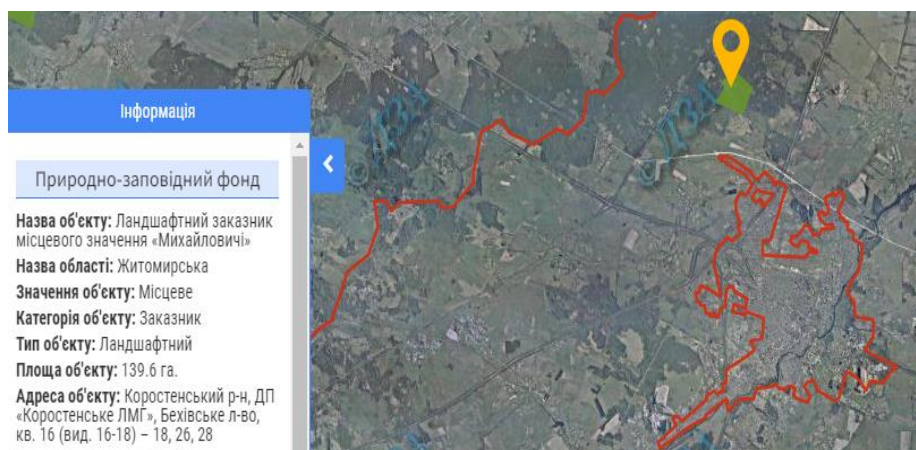 Інформація
Природно-заповідний фонд
Назва об'єкту: Ландшафтний заказник
місцевого значення «Михайловичі»
Назва області: Житомирська
Значення об'єкту: Місцеве
Категорія об'єкту: Заказник
Тип об'єкту: Ландшафтний
Площа об'єкту: 139.6 га.
Адреса об'єкту: Коростенський р-н, ДП
«Коростенське ЛМГ», Бехівське л-во,
кв. 16 (вид. 16-18) – 18, 26, 28
© ДЗА
© ДЗА